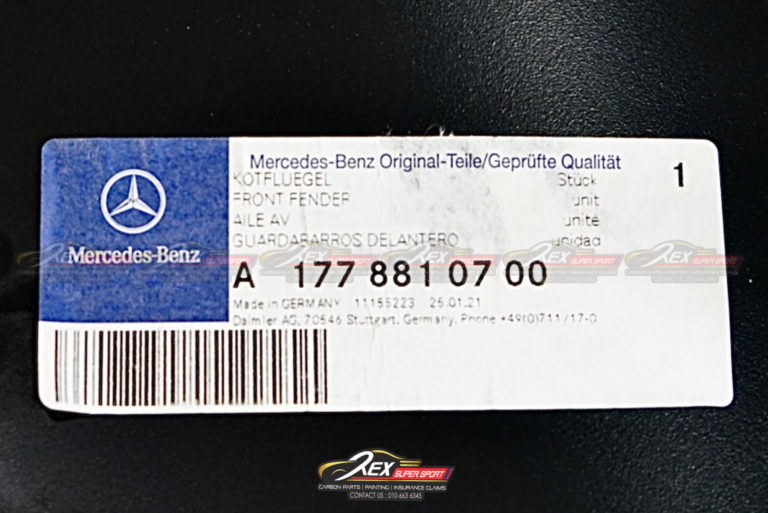 Mercedes-Benz Original-Teile/Geprüfte Qualität
KOTFLUEGEL Stück 1
FRONT FENDER unit
AILE AV unité
GUARDABARROS DELANTERO unidad
Mercedes-Benz
A 177 881 07 00
Made in GERMANY 11155223 25.01.21
Daimler AG, 70546 Stuttgart, Germany, Phone +49(0)711/17-0
REX SUPER SPORT
CARBON PARTS | PAINTING | INSURANCE CLAIMS
CONTACT US : 010-663 6345